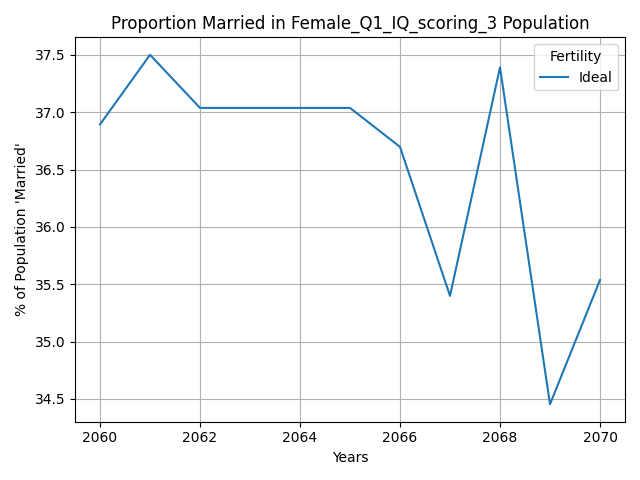 Proportion Married in Female_Q1_IQ_scoring_3 Population
Fertility
Ideal
% of Population 'Married'
37.5
37.0
36.5
36.0
35.5
35.0
34.5
2060 2062 2064 2066 2068 2070
Years